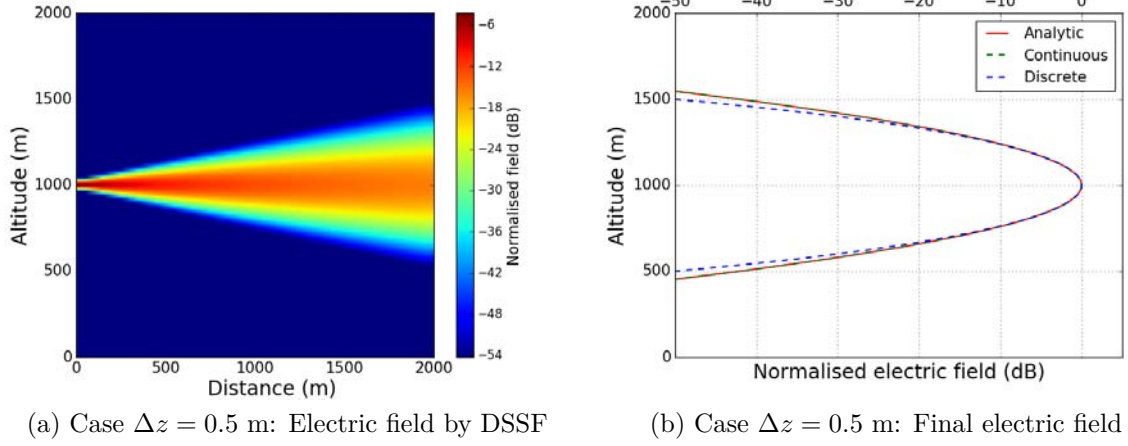 2000
1500
1000
500
0
Altitude (m)
0 500 1000 1500 2000
Distance (m)
−6
−12
−18
−24
−30
−36
−42
−48
−54
Normalised field (dB)
(a) Case Δz = 0.5 m: Electric field by DSSF
−50 −40 −30 −20 −10 0
2000
1500
1000
500
0
Altitude (m)
Analytic
Continuous
Discrete
Normalised electric field (dB)
(b) Case Δz = 0.5 m: Final electric field